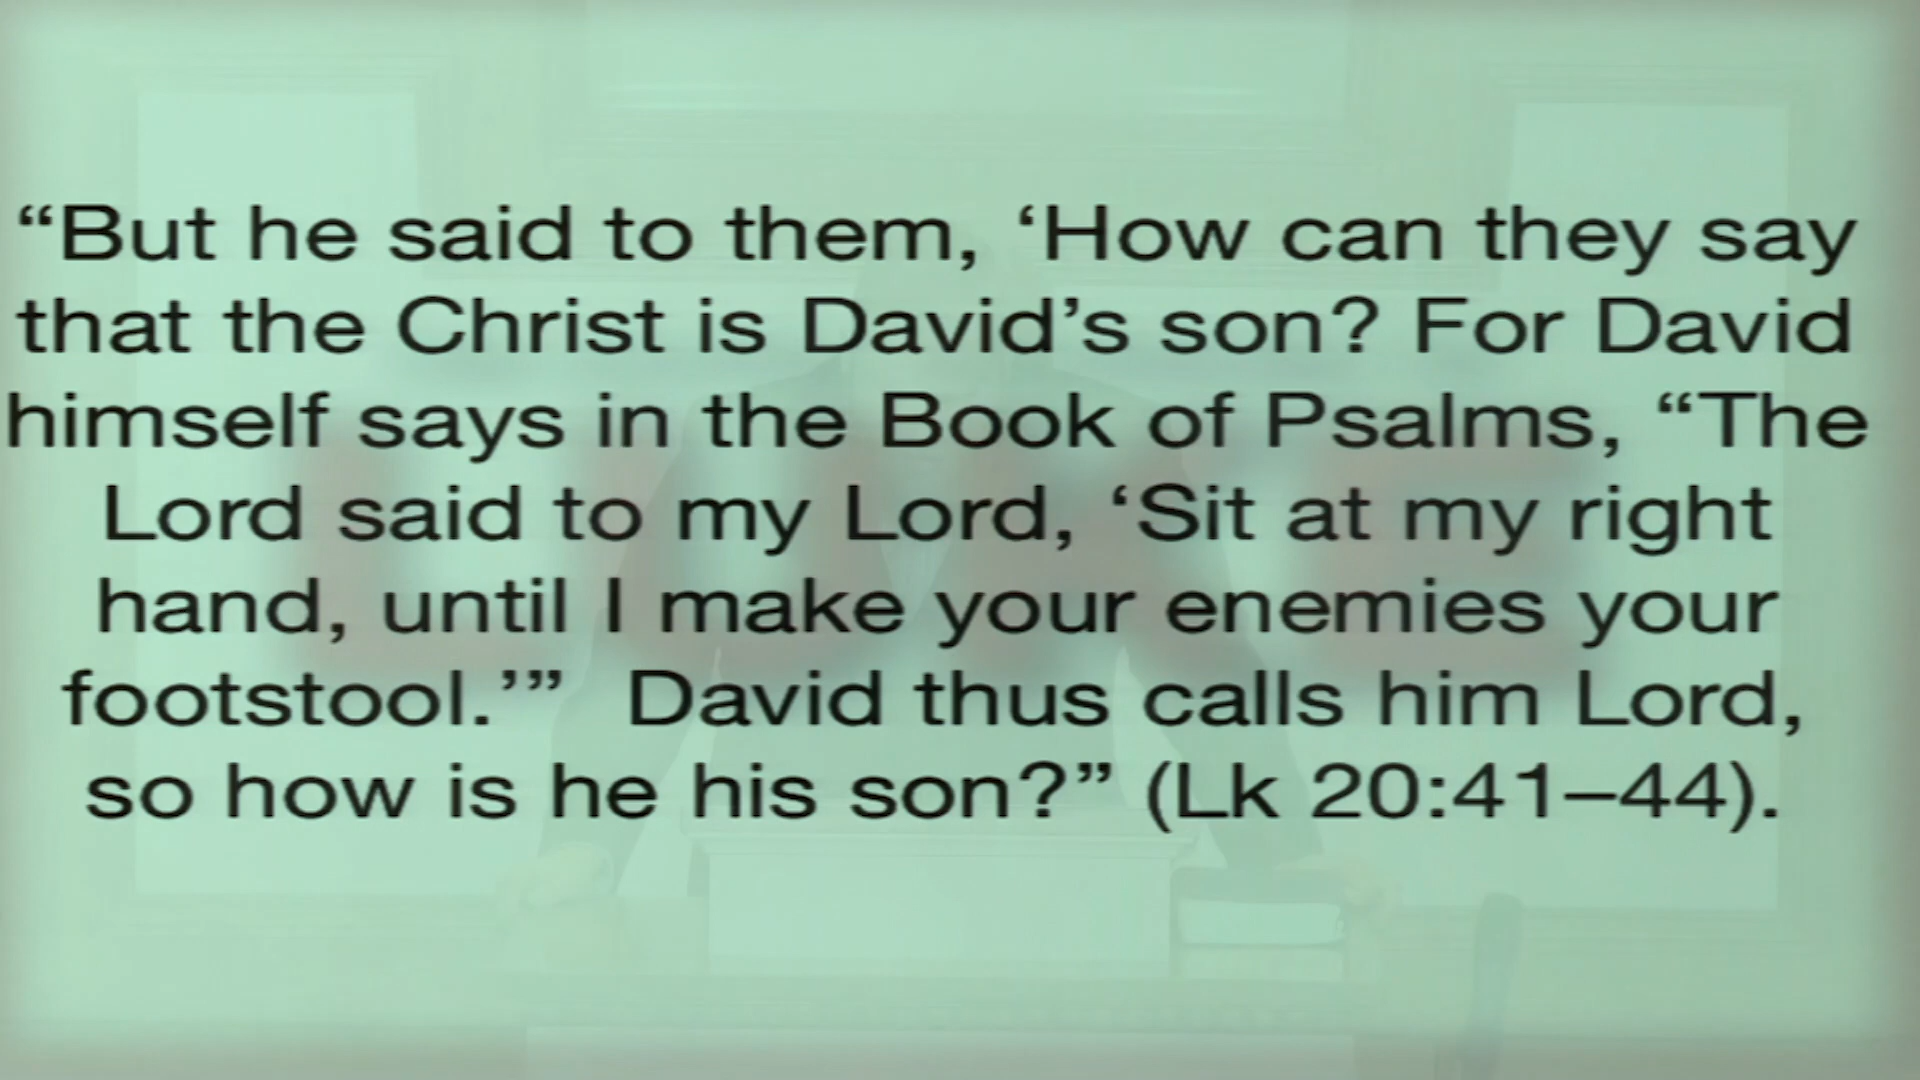 “But he said to them, ‘How can they say
that the Christ is David’s son? For David
himself says in the Book of Psalms, “The
Lord said to my Lord, ‘Sit at my right
hand, until I make your enemies your
footstool.’”  David thus calls him Lord,
so how is he his son?” (Lk 20:41–44).
LUKE